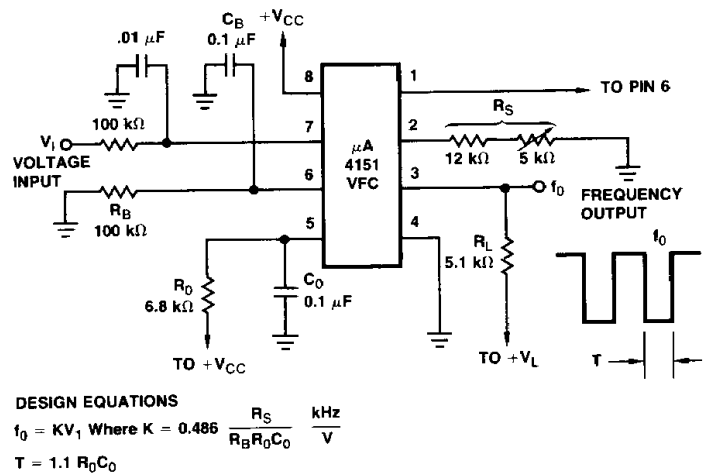 C_B
+V_CC
.01 μF
0.1 μF
8
1
TO PIN 6
R_S
100 kΩ
7
2
V_I
VOLTAGE
INPUT
μA
4151
VFC
12 kΩ
5 kΩ
6
3
f_0
FREQUENCY
OUTPUT
R_B
100 kΩ
5
4
R_0
6.8 kΩ
C_0
0.1 μF
R_L
5.1 kΩ
f_0
TO +V_CC
TO +V_L
T
DESIGN EQUATIONS
f_0 = KV_1 Where K = 0.486 R_S / R_BR_0C_0 kHz / V
T = 1.1 R_0C_0